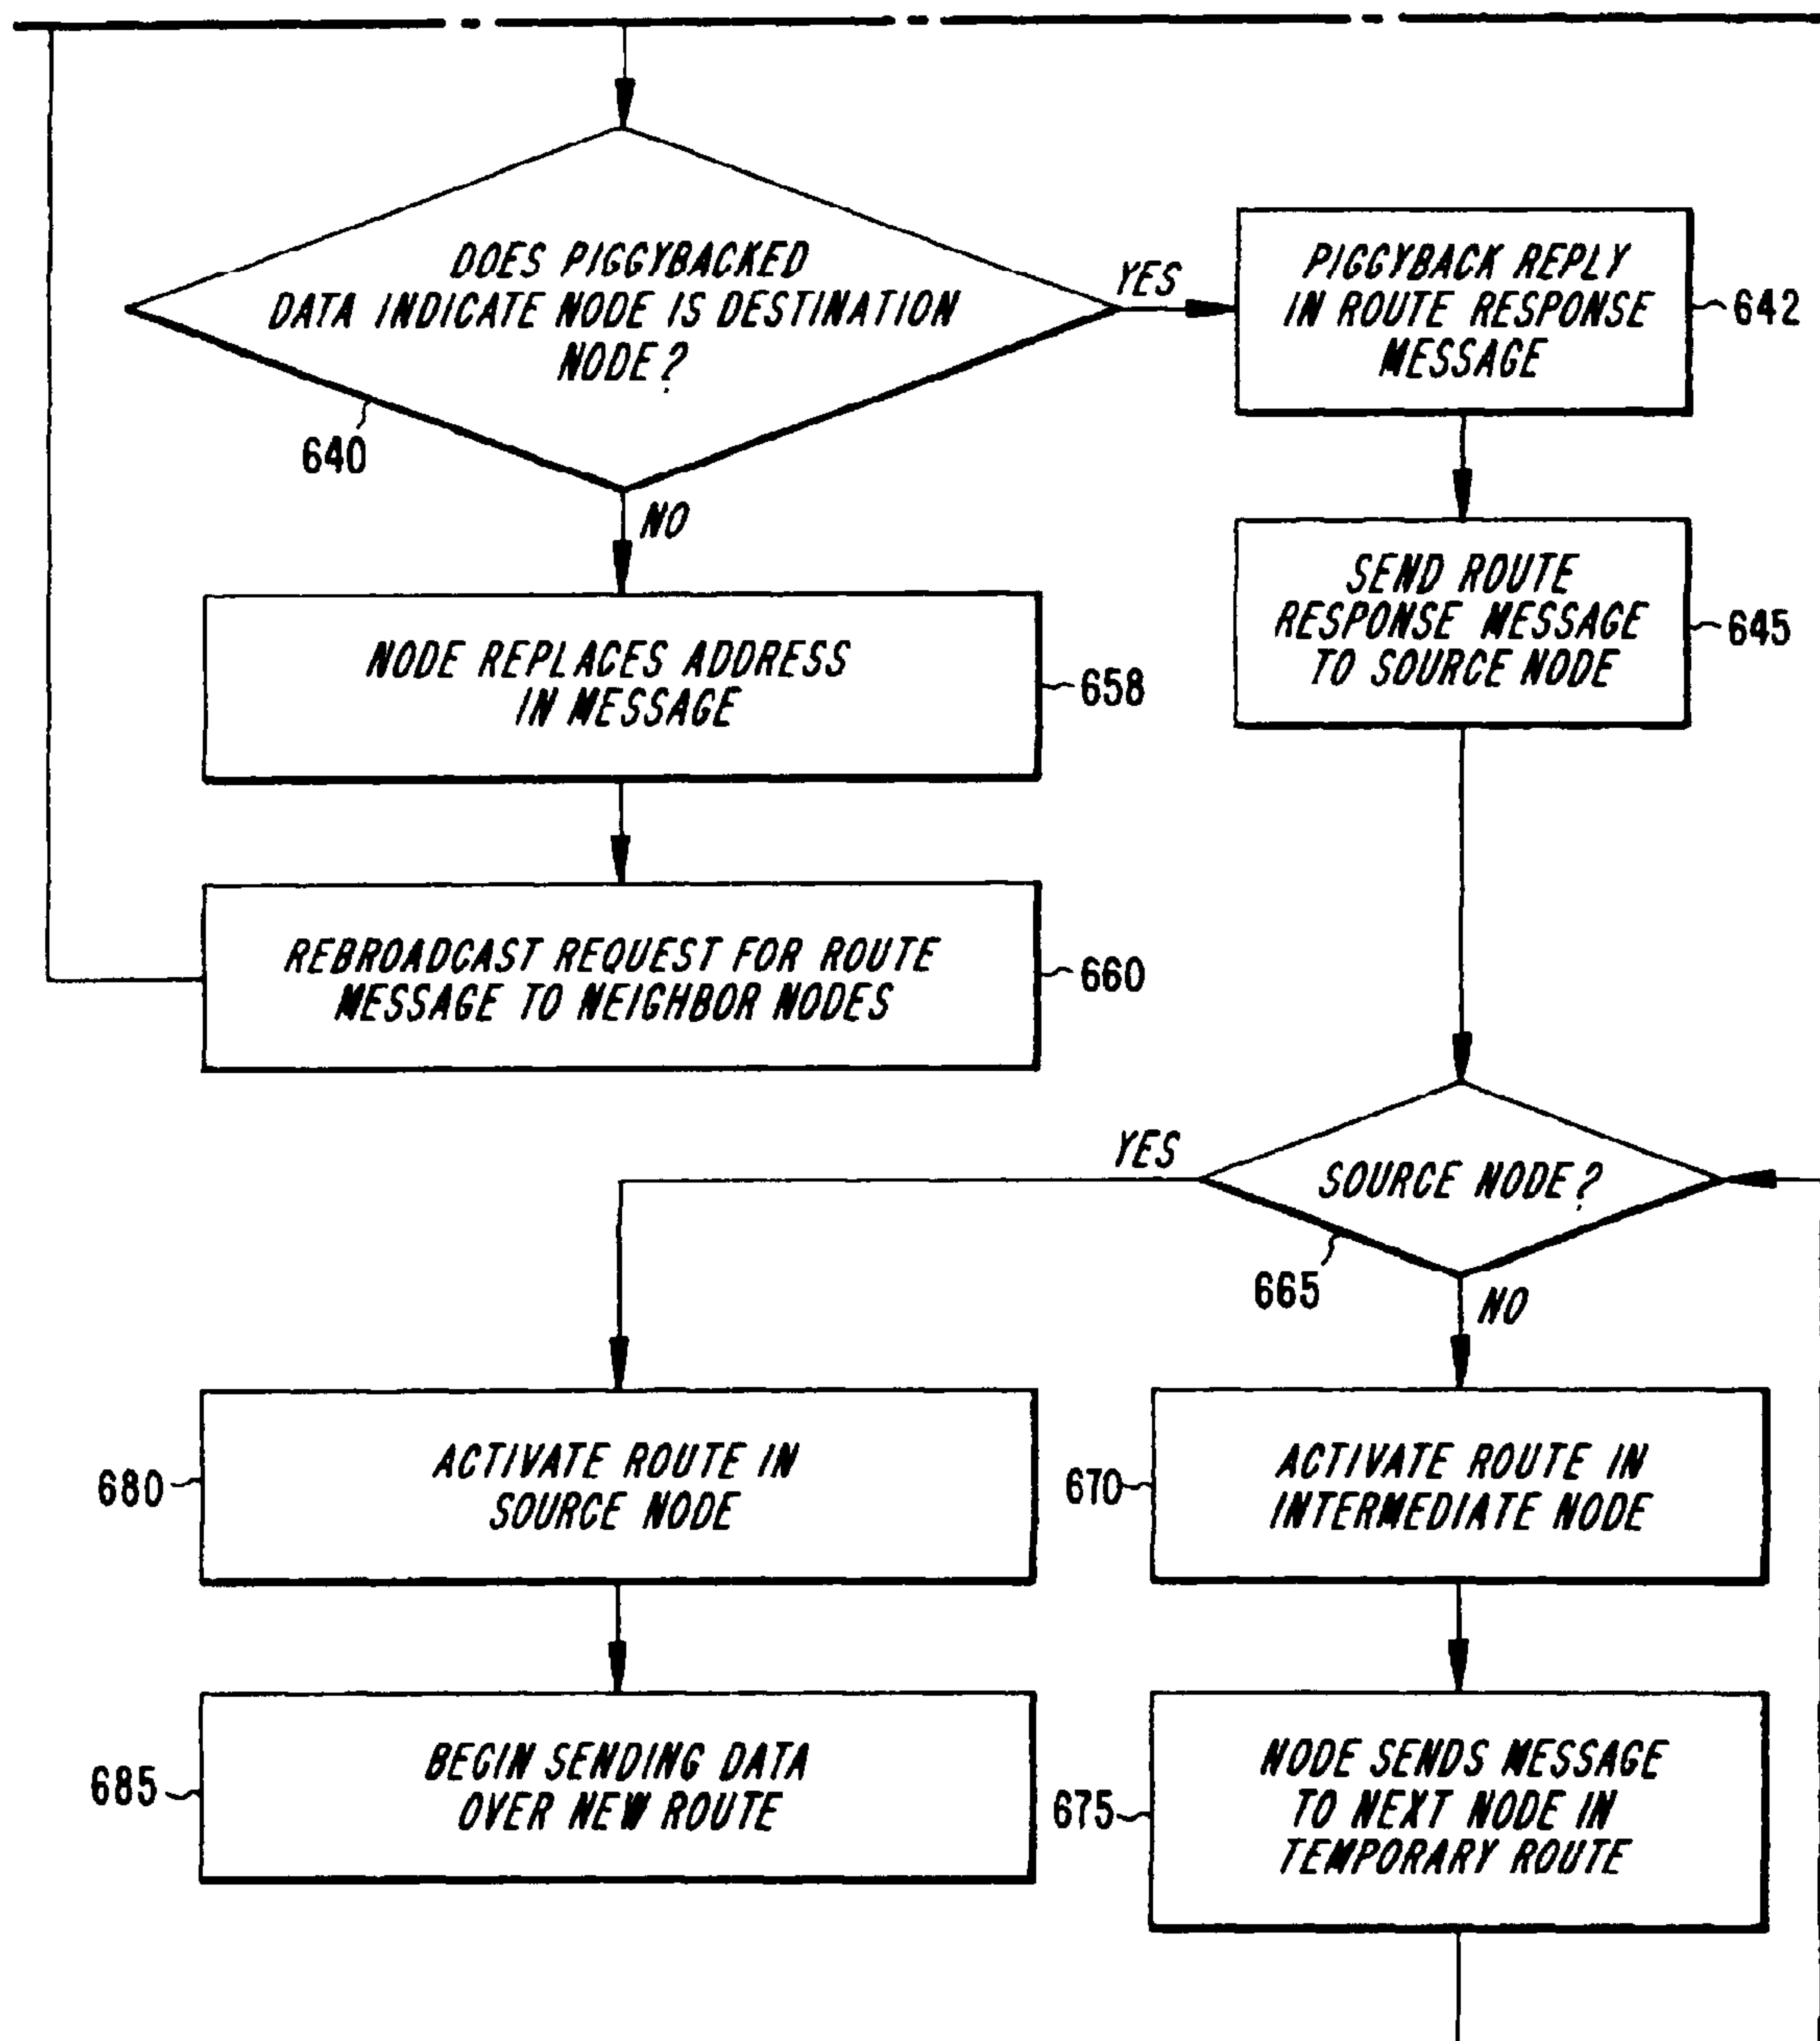 DOES PIGGYBACKED
DATA INDICATE NODE IS DESTINATION
NODE?
640
YES
PIGGYBACK REPLY
IN ROUTE RESPONSE
MESSAGE
642
NO
SEND ROUTE
RESPONSE MESSAGE
TO SOURCE NODE
645
NODE REPLACES ADDRESS
IN MESSAGE
658
REBROADCAST REQUEST FOR ROUTE
MESSAGE TO NEIGHBOR NODES
660
YES
SOURCE NODE?
665
NO
680
ACTIVATE ROUTE IN
SOURCE NODE
670
ACTIVATE ROUTE IN
INTERMEDIATE NODE
685
BEGIN SENDING DATA
OVER NEW ROUTE
675
NODE SENDS MESSAGE
TO NEXT NODE IN
TEMPORARY ROUTE